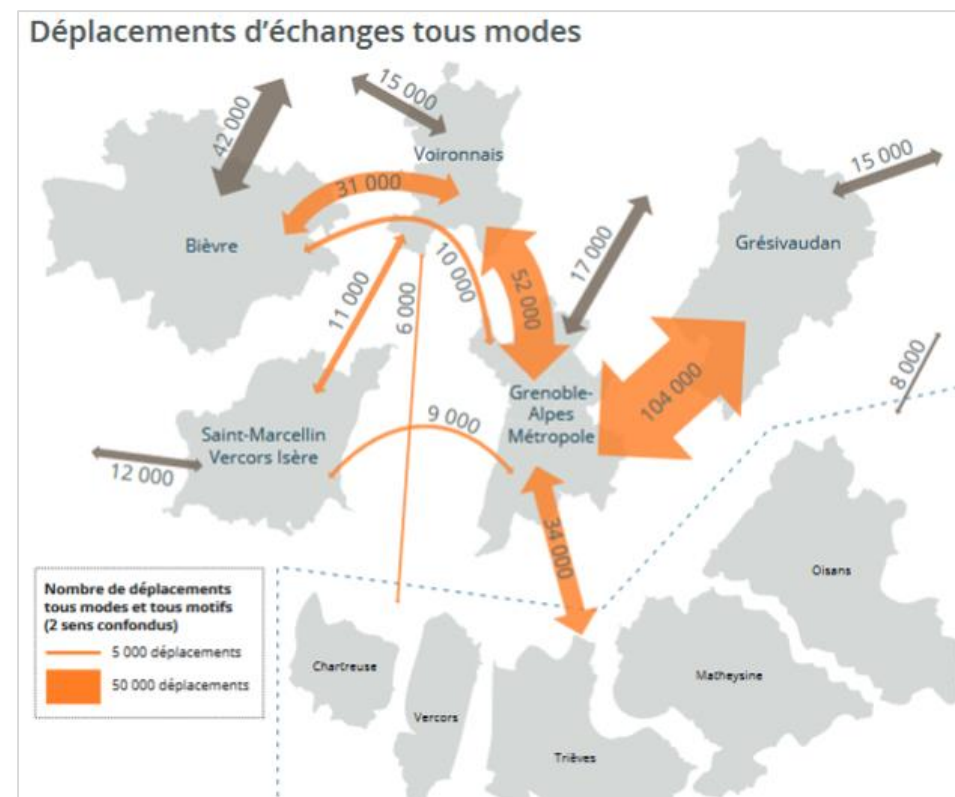 Déplacements d'échanges tous modes
42 000
15 000
Voironnais
15 000
31 000
Bièvre
Grésivaudan
17 000
10 000
11 000
6 000
52 000
8 000
104 000
Grenoble-
Alpes
Métropole
9 000
Saint-Marcellin
Vercors Isère
12 000
34 000
Oisans
Nombre de déplacements
tous modes et tous motifs
(2 sens confondus)
5 000 déplacements
50 000 déplacements
Chartreuse
Vercors
Trièves
Matheysine